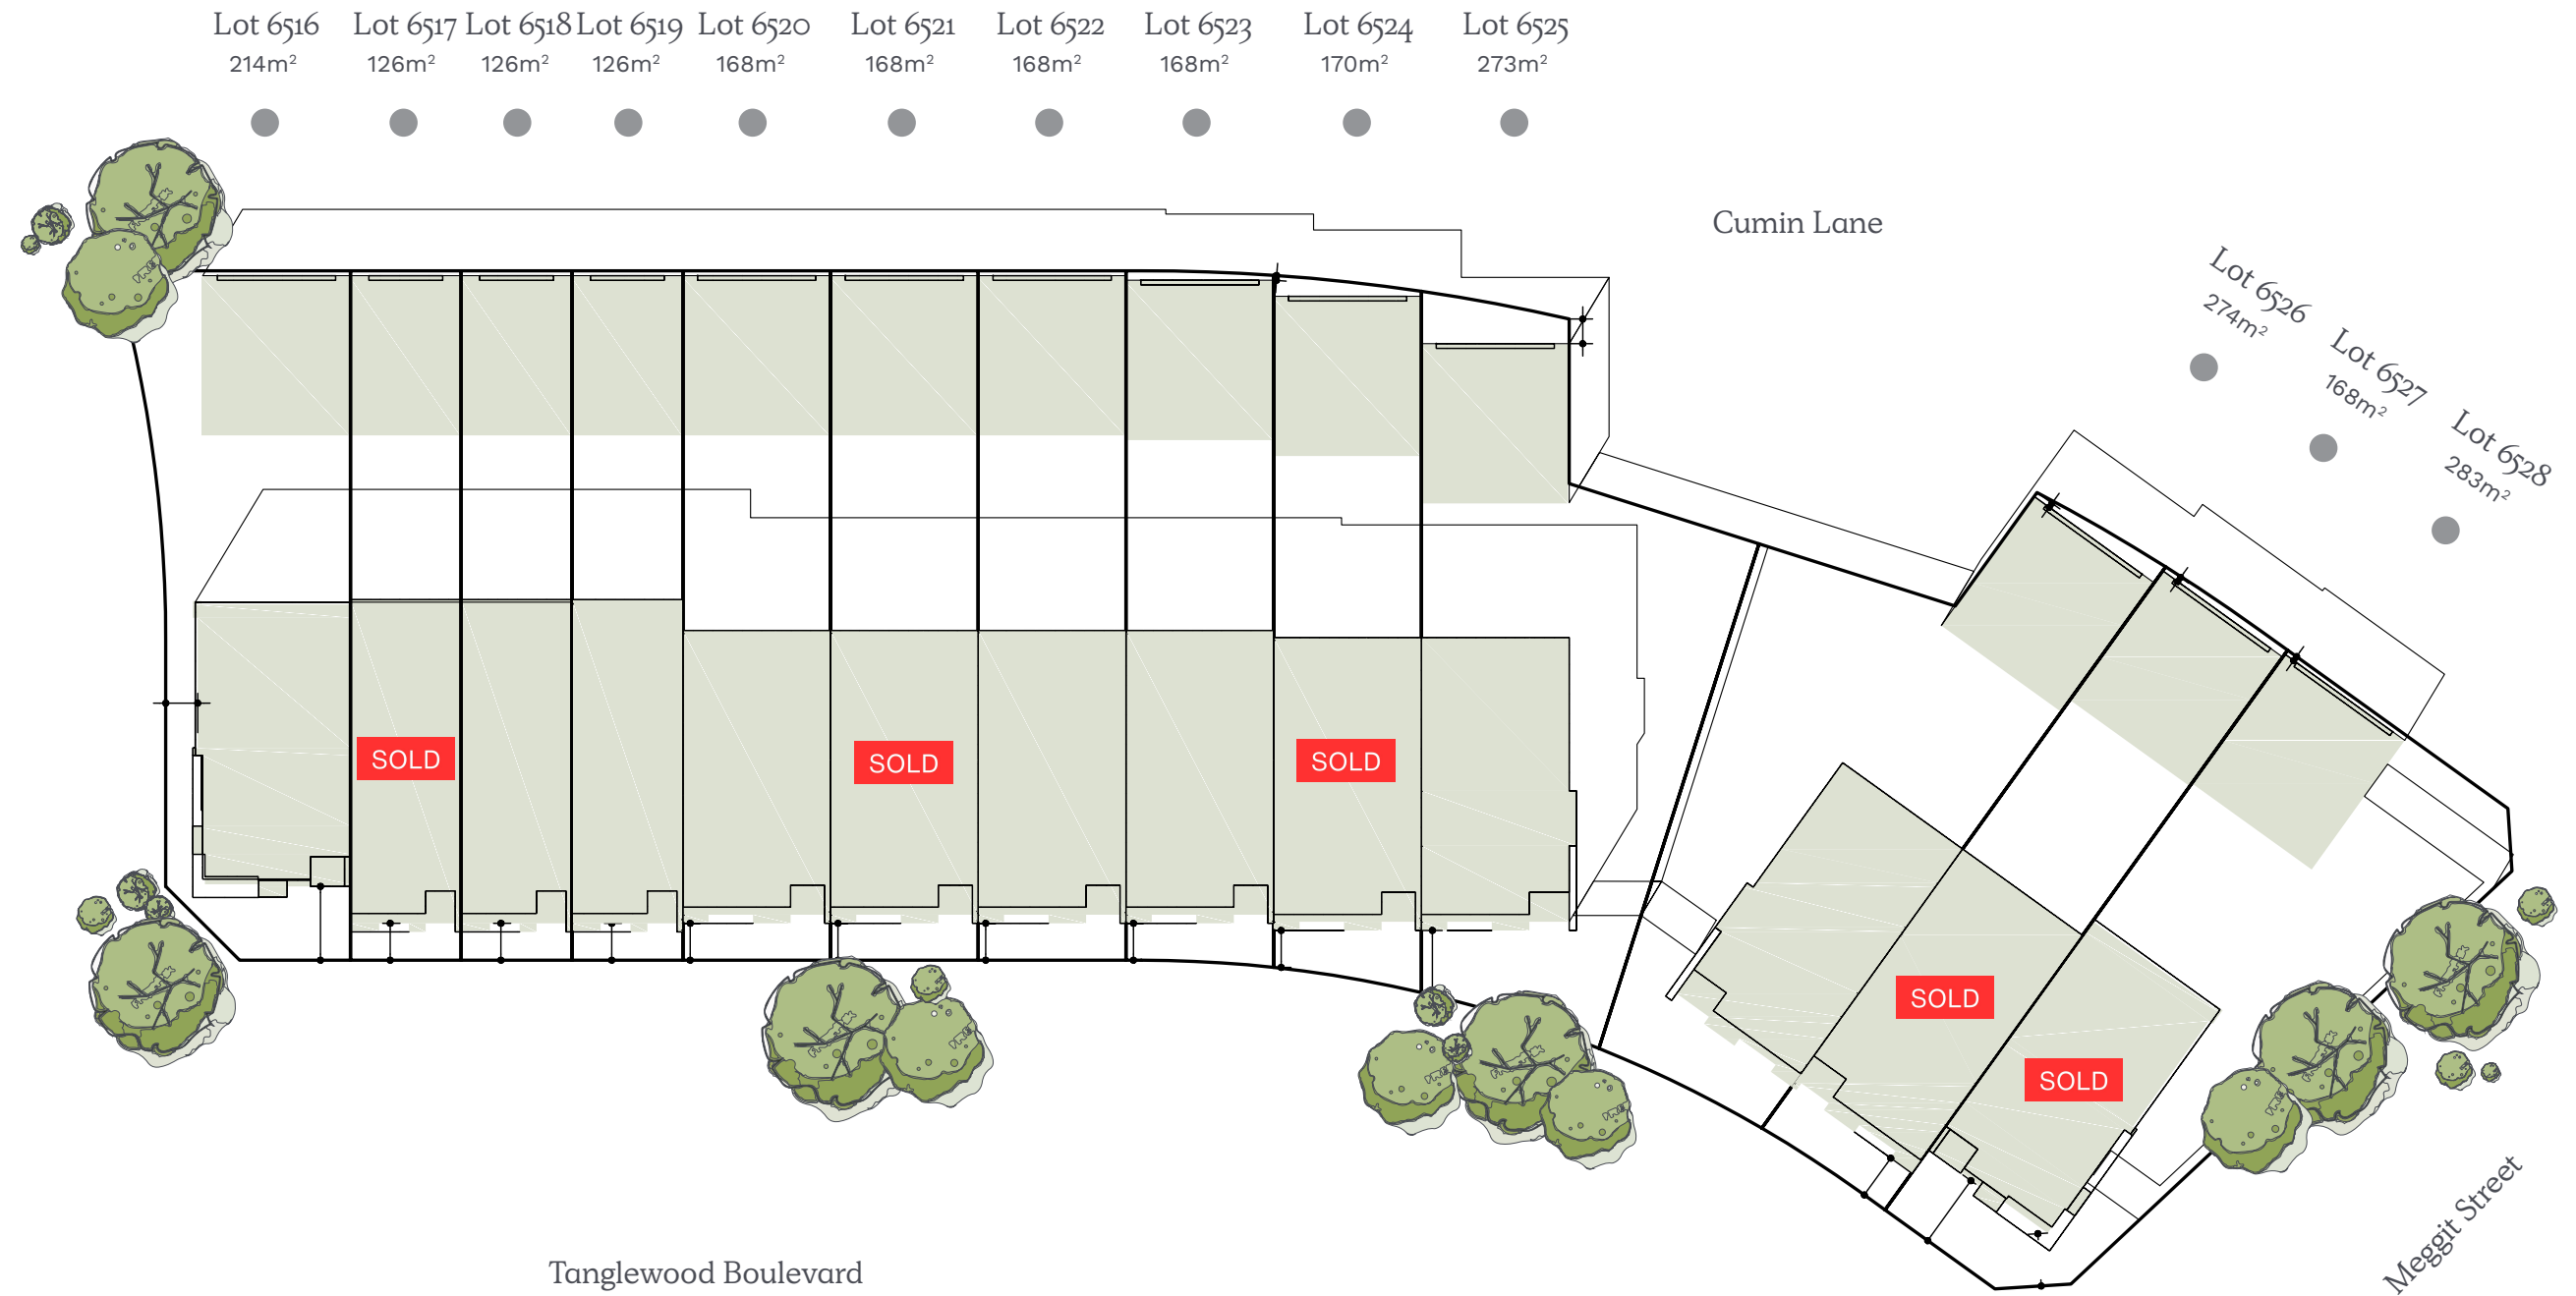 Lot 6516
214m²
Lot 6517
126m²
Lot 6518
126m²
Lot 6519
126m²
Lot 6520
168m²
Lot 6521
168m²
Lot 6522
168m²
Lot 6523
168m²
Lot 6524
170m²
Lot 6525
273m²
Cumin Lane
Lot 6526
274m²
Lot 6527
168m²
Lot 6528
283m²
SOLD
SOLD
SOLD
SOLD
SOLD
Tanglewood Boulevard
Meggit Street